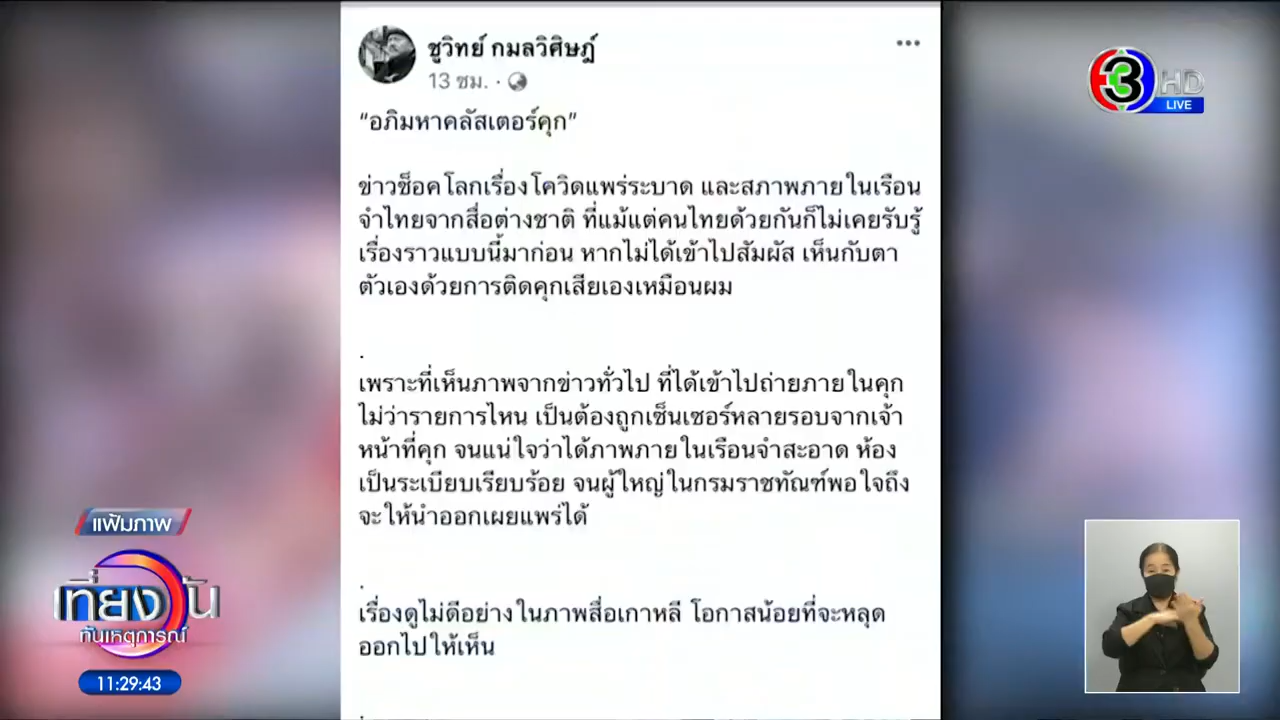 ชูวิทย์ กมลวิศิษฎ์
13 ชม.
“อภิมหาคลัสเตอร์คุก”
ข่าวช็อคโลกเรื่องโควิดแพร่ระบาด และสภาพภายในเรือน
จำไทยจากสื่อต่างชาติ ที่แม้แต่คนไทยด้วยกันก็ไม่เคยรับรู้
เรื่องราวแบบนี้มาก่อน หากไม่ได้เข้าไปสัมผัส เห็นกับตา
ตัวเองด้วยการติดคุกเสียเองเหมือนผม
.
เพราะที่เห็นภาพจากข่าวทั่วไป ที่ได้เข้าไปถ่ายภายในคุก
ไม่ว่ารายการไหน เป็นต้องถูกเซ็นเซอร์หลายรอบจากเจ้า
หน้าที่คุก จนแน่ใจว่าได้ภาพภายในเรือนจำสะอาด ห้อง
เป็นระเบียบเรียบร้อย จนผู้ใหญ่ในกรมราชทัณฑ์พอใจถึง
จะให้นำออกเผยแพร่ได้
.
เรื่องดูไม่ดีอย่างในภาพสื่อเกาหลี โอกาสน้อยที่จะหลุด
ออกไปให้เห็น
3 HD
LIVE
แฟ้มภาพ
เที่ยงวัน
ทันเหตุการณ์
11:29:43